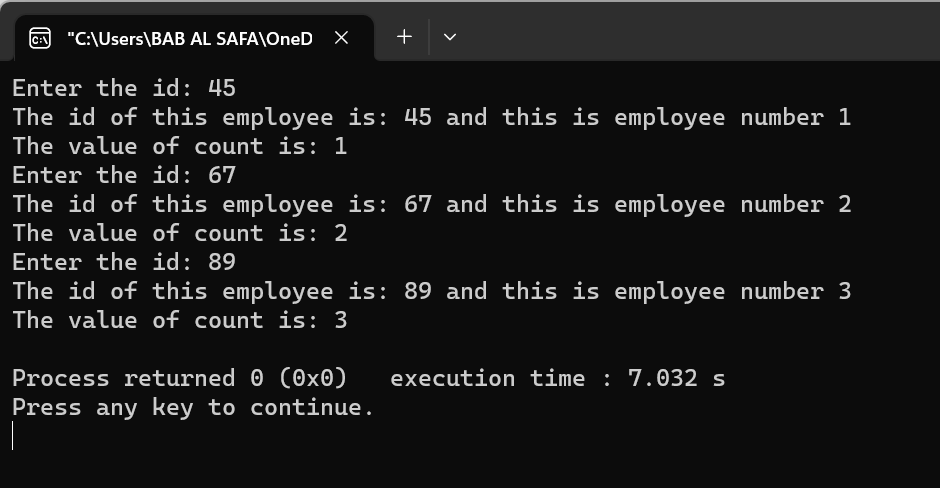 "C:\Users\BAB AL SAFA\OneD
Enter the id: 45
The id of this employee is: 45 and this is employee number 1
The value of count is: 1
Enter the id: 67
The id of this employee is: 67 and this is employee number 2
The value of count is: 2
Enter the id: 89
The id of this employee is: 89 and this is employee number 3
The value of count is: 3
Process returned 0 (0x0)   execution time : 7.032 s
Press any key to continue.